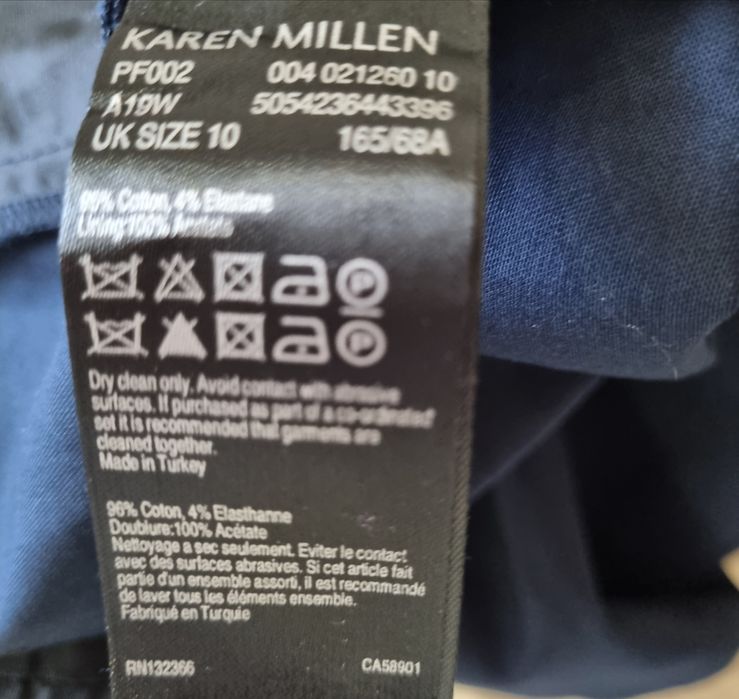 KAREN MILLEN
PF002 004 021260 10
A19W 5054236443396
UK SIZE 10 165/68A
96% Cotton, 4% Elastane
Lining:100% Acetate
P
P
Dry clean only. Avoid contact with abrasive
surfaces. If purchased as part of a co-ordinated
set it is recommended that garments are
cleaned together.
Made in Turkey
96% Coton, 4% Elasthanne
Doublure:100% Acétate
Nettoyage a sec seulement. Eviter le contact
avec des surfaces abrasives. Si cet article fait
partie d'un ensemble assorti, il est recommandé
de laver tous les éléments ensemble.
Fabriqué en Turquie
RN132366 CA58901